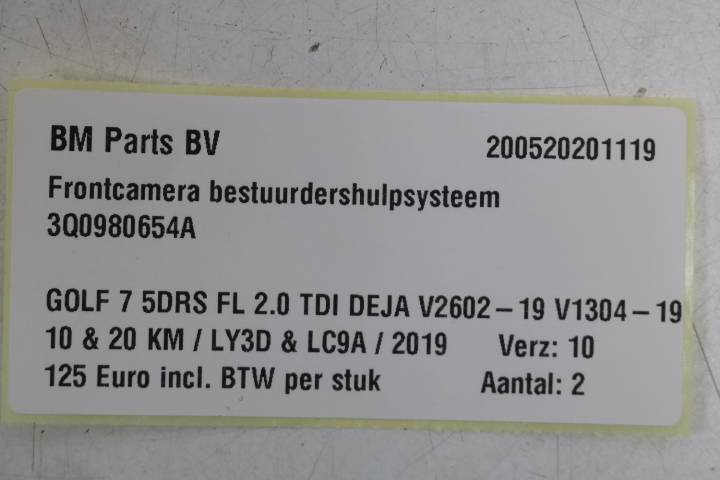 BM Parts BV 200520201119
Frontcamera bestuurdershulpsysteem
3Q0980654A
GOLF 7 5DRS FL 2.0 TDI DEJA V2602-19 V1304-19
10 & 20 KM / LY3D & LC9A / 2019 Verz: 10
125 Euro incl. BTW per stuk Aantal: 2